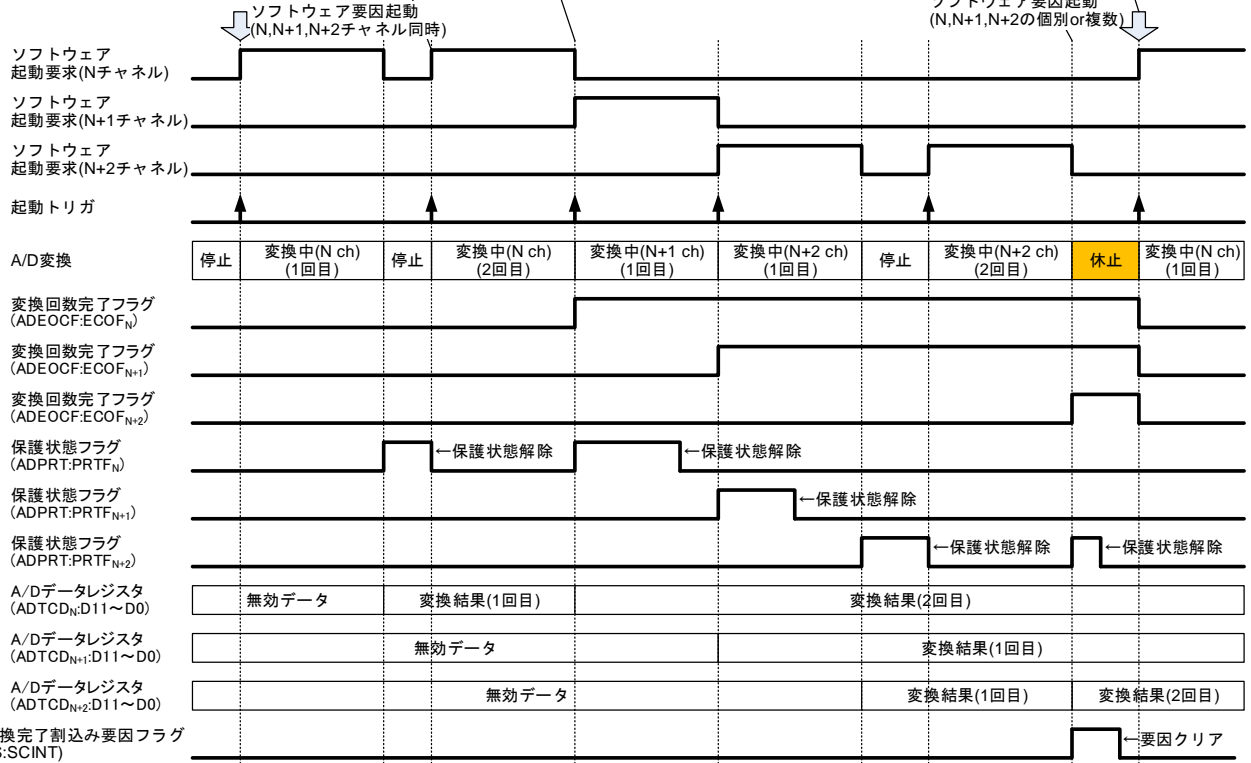 ソフトウェア要因起動
(N,N+1,N+2チャネル同時)
ソフトウェア要因起動
(N,N+1,N+2の個別or複数)
ソフトウェア
起動要求(Nチャネル)
ソフトウェア
起動要求(N+1チャネル)
ソフトウェア
起動要求(N+2チャネル)
起動トリガ
A/D変換
停止
変換中(N ch)
(1回目)
停止
変換中(N ch)
(2回目)
変換中(N+1 ch)
(1回目)
変換中(N+2 ch)
(1回目)
停止
変換中(N+2 ch)
(2回目)
休止
変換中(N ch)
(1回目)
変換回数完了フラグ
(ADEOCF:ECOFN)
変換回数完了フラグ
(ADEOCF:ECOFN+1)
変換回数完了フラグ
(ADEOCF:ECOFN+2)
保護状態フラグ
(ADPRT:PRTFN)
←保護状態解除
←保護状態解除
保護状態フラグ
(ADPRT:PRTFN+1)
←保護状態解除
保護状態フラグ
(ADPRT:PRTFN+2)
←保護状態解除
←保護状態解除
A/Dデータレジスタ
(ADTCDN:D11～D0)
無効データ
変換結果(1回目)
変換結果(2回目)
A/Dデータレジスタ
(ADTCDN+1:D11～D0)
無効データ
変換結果(1回目)
A/Dデータレジスタ
(ADTCDN+2:D11～D0)
無効データ
変換結果(1回目)
変換結果(2回目)
換完了割込み要因フラグ
:SCINT)
←要因クリア